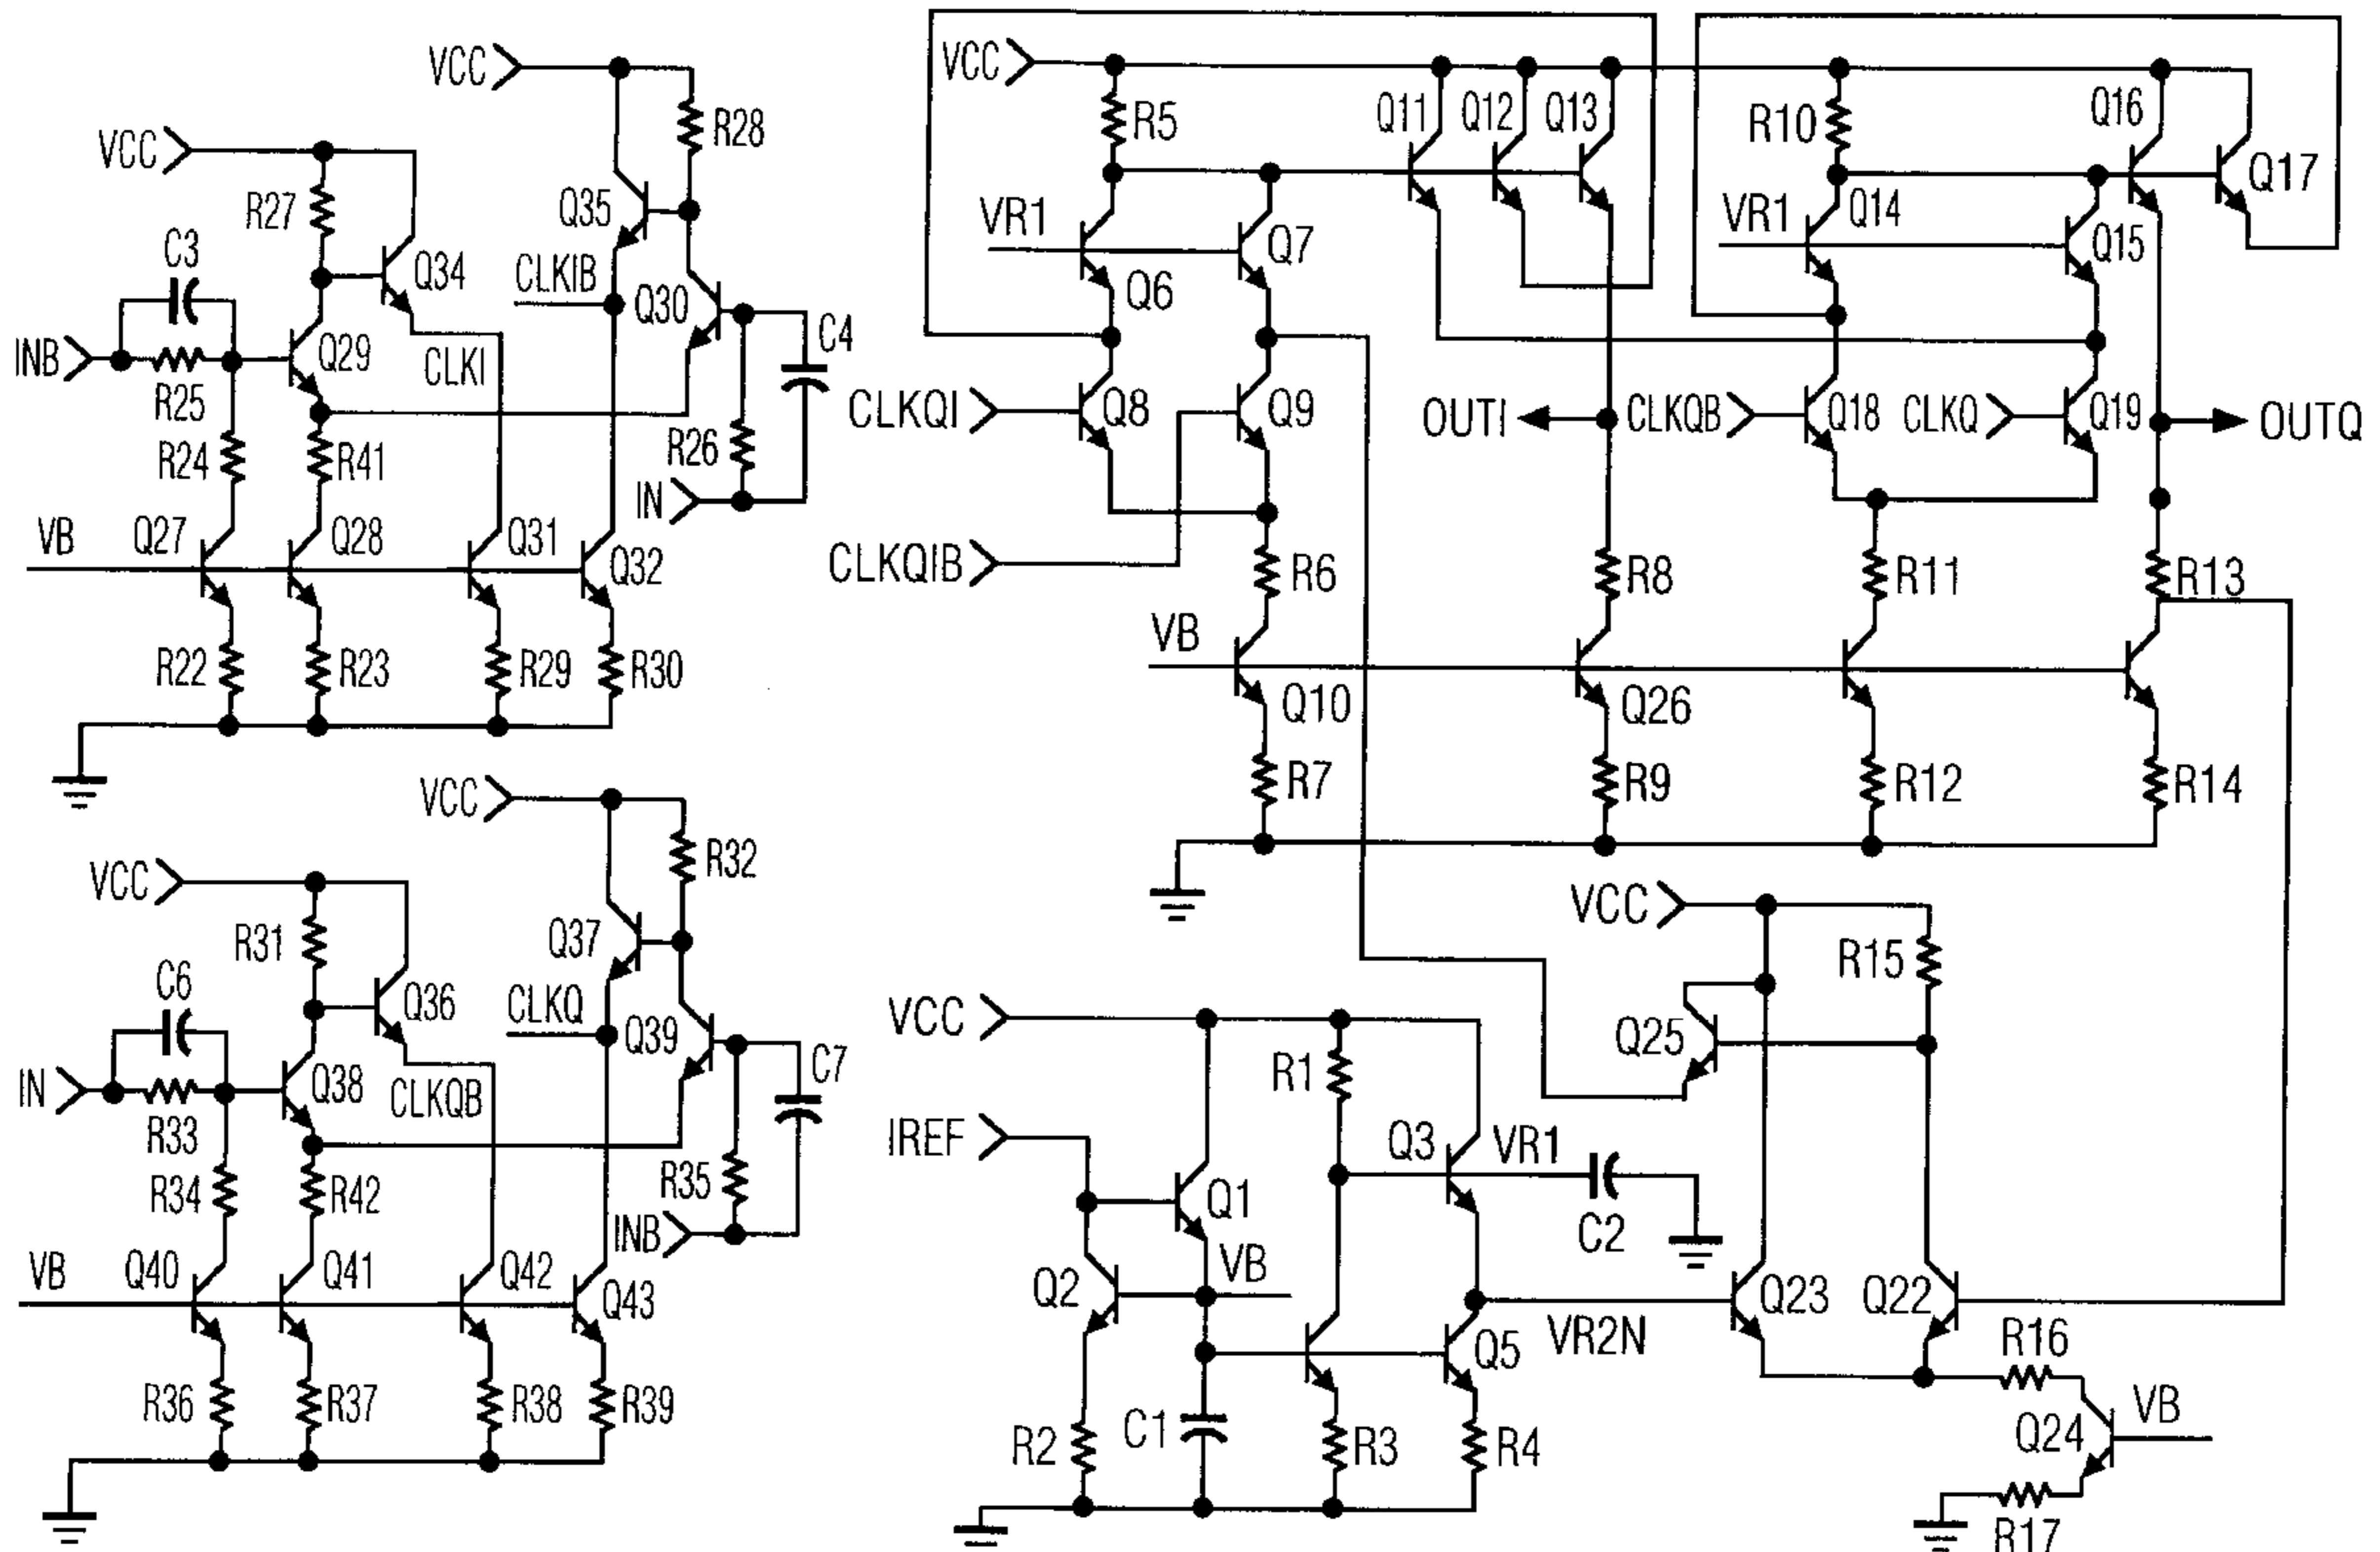 VCC
R28
VCC
R27
Q35
C3
Q34
CLKIB
Q30
C4
INB
Q29
CLKI
R25
R24
R41
R26
IN
VB
Q27
Q28
Q31
Q32
R22
R23
R29
R30
VCC
R32
VCC
R31
Q37
C6
Q36
CLKQ
Q39
C7
IN
Q38
CLKQB
R33
R34
R42
R35
INB
VB
Q40
Q41
Q42
Q43
R36
R37
R38
R39
VCC
R5
Q11
Q12
Q13
R10
Q16
Q17
VR1
Q6
Q7
VR1
Q14
Q15
CLKQI
Q8
Q9
OUTI
CLKQB
Q18
CLKQ
Q19
OUTQ
CLKQIB
R6
R8
R11
R13
VB
Q10
Q26
R7
R9
R12
R14
VCC
R15
Q25
VCC
R1
IREF
Q3
VR1
Q1
C2
Q2
VB
Q23
Q22
VR2N
Q5
R16
VB
Q24
R2
C1
R3
R4
R17